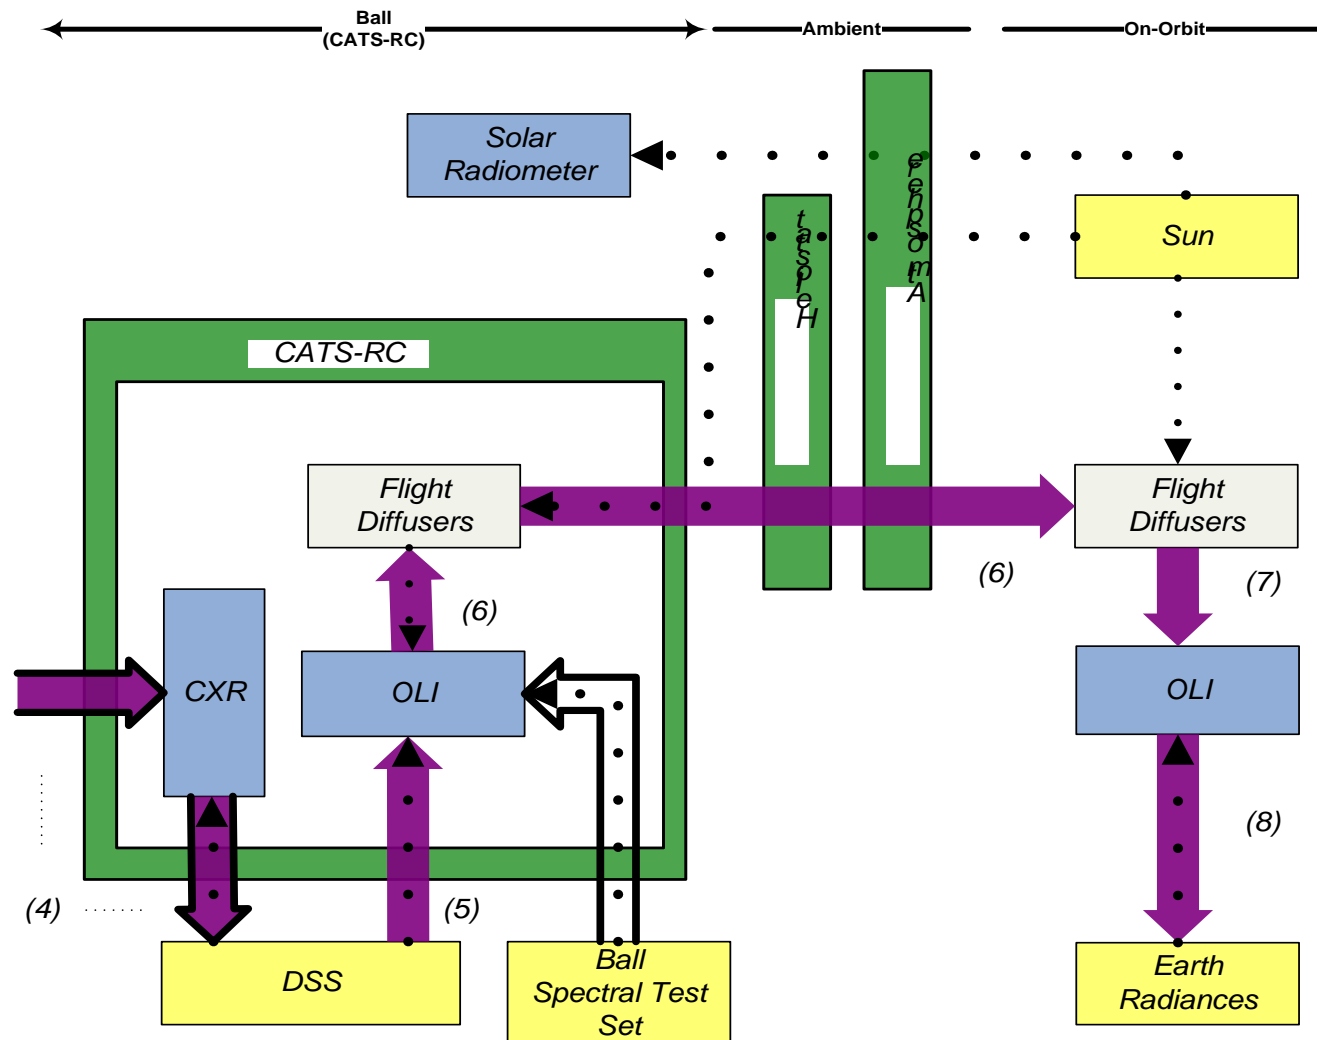 Ball
(CATS-RC)
Ambient
On-Orbit
Solar
Radiometer
Heliostat
Atmosphere
Sun
CATS-RC
Flight
Diffusers
Flight
Diffusers
(6)
(6)
(7)
CXR
OLI
OLI
(8)
(4)
(5)
DSS
Ball
Spectral Test
Set
Earth
Radiances